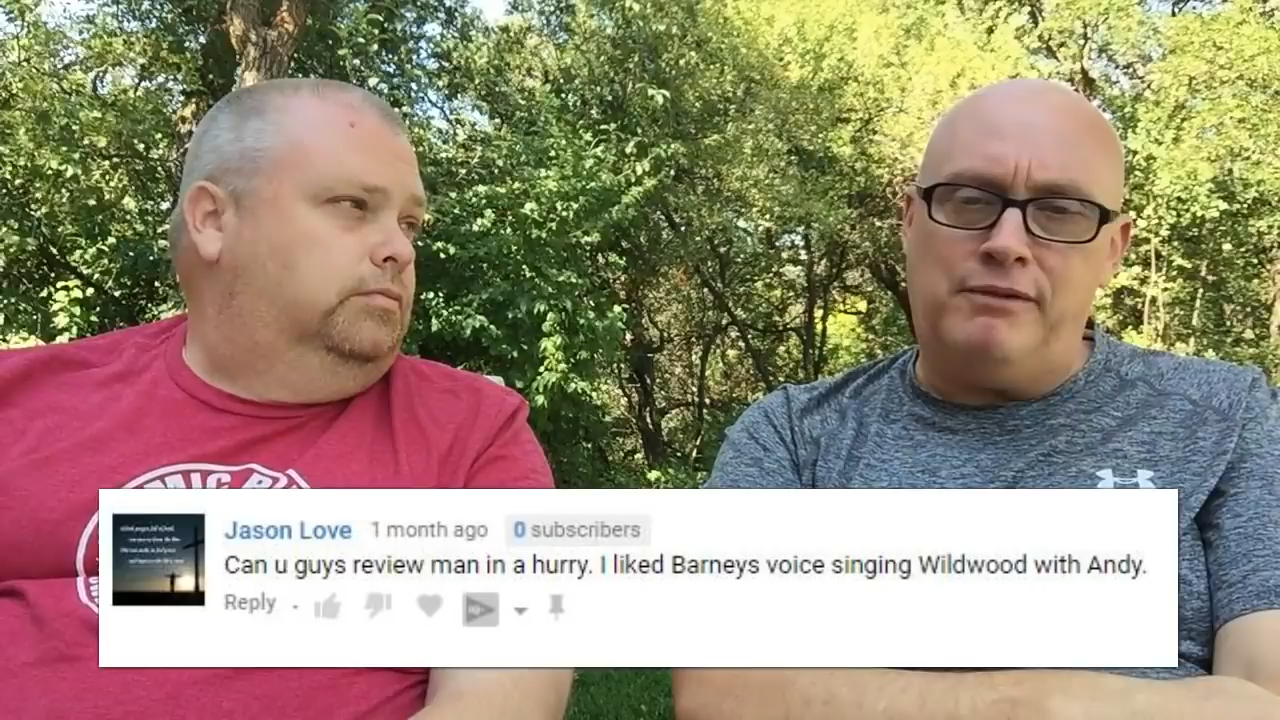 Jason Love 1 month ago 0 subscribers
Can u guys review man in a hurry. I liked Barneys voice singing Wildwood with Andy.
Reply